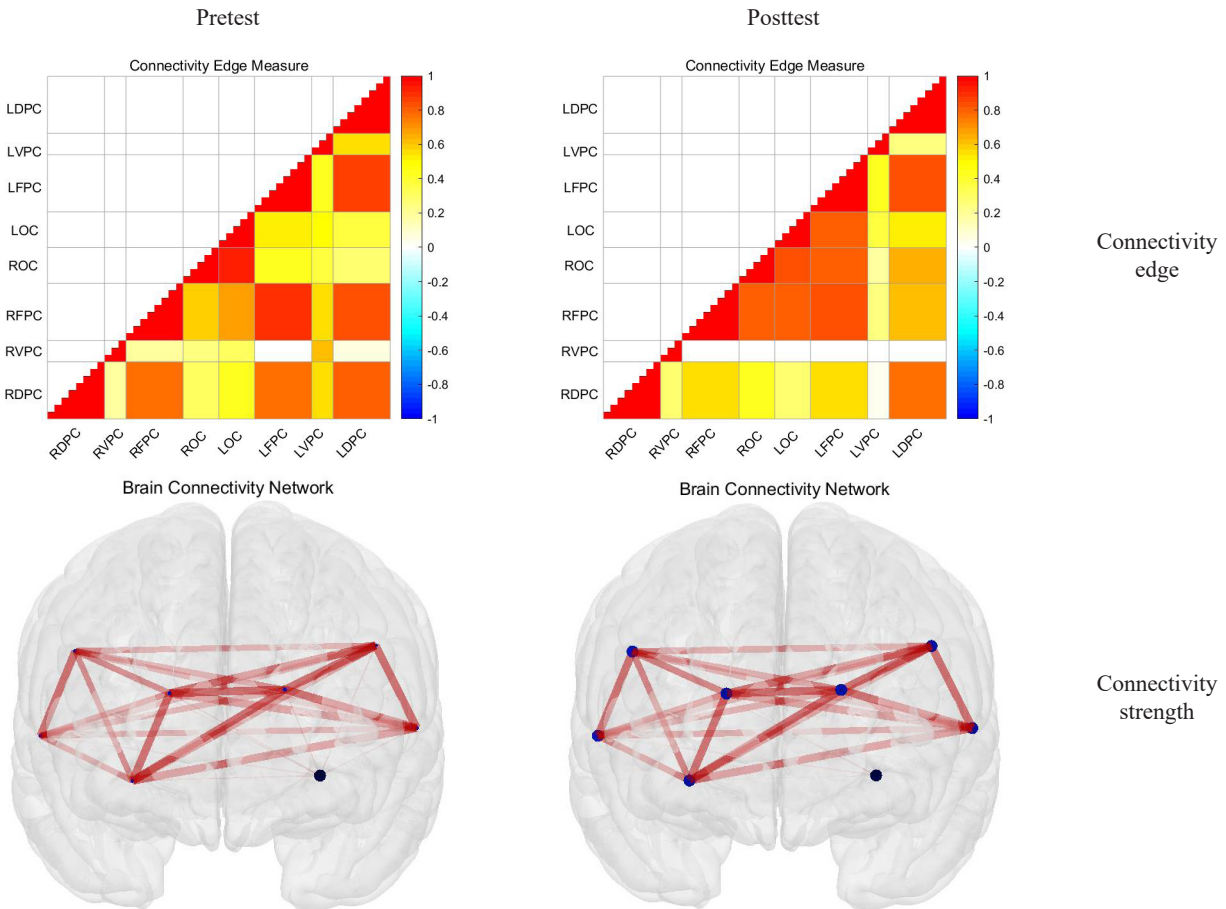 Pretest
Posttest
Connectivity Edge Measure
LDPC
LVPC
LFPC
LOC
ROC
RFPC
RVPC
RDPC
RDPC
RVPC
RFPC
ROC
LOC
LFPC
LVPC
LDPC
1
0.8
0.6
0.4
0.2
0
-0.2
-0.4
-0.6
-0.8
-1
Connectivity Edge Measure
LDPC
LVPC
LFPC
LOC
ROC
RFPC
RVPC
RDPC
RDPC
RVPC
RFPC
ROC
LOC
LFPC
LVPC
LDPC
1
0.8
0.6
0.4
0.2
0
-0.2
-0.4
-0.6
-0.8
-1
Connectivity
edge
Brain Connectivity Network
Brain Connectivity Network
Connectivity
strength